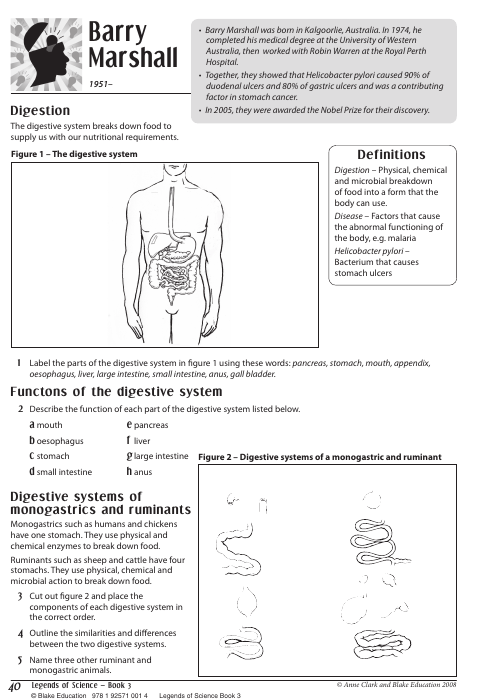 Barry
Marshall
1951–
• Barry Marshall was born in Kalgoorlie, Australia. In 1974, he
completed his medical degree at the University of Western
Australia, then worked with Robin Warren at the Royal Perth
Hospital.
• Together, they showed that Helicobacter pylori caused 90% of
duodenal ulcers and 80% of gastric ulcers and was a contributing
factor in stomach cancer.
• In 2005, they were awarded the Nobel Prize for their discovery.
Digestion
The digestive system breaks down food to
supply us with our nutritional requirements.
Figure 1 – The digestive system
Definitions
Digestion – Physical, chemical
and microbial breakdown
of food into a form that the
body can use.
Disease – Factors that cause
the abnormal functioning of
the body, e.g. malaria
Helicobacter pylori –
Bacterium that causes
stomach ulcers
1 Label the parts of the digestive system in figure 1 using these words: pancreas, stomach, mouth, appendix,
oesophagus, liver, large intestine, small intestine, anus, gall bladder.
Functons of the digestive system
2 Describe the function of each part of the digestive system listed below.
a mouth
b oesophagus
c stomach
d small intestine
e pancreas
f liver
g large intestine
h anus
Figure 2 – Digestive systems of a monogastric and ruminant
Digestive systems of
monogastrics and ruminants
Monogastrics such as humans and chickens
have one stomach. They use physical and
chemical enzymes to break down food.
Ruminants such as sheep and cattle have four
stomachs. They use physical, chemical and
microbial action to break down food.
3 Cut out figure 2 and place the
components of each digestive system in
the correct order.
4 Outline the similarities and differences
between the two digestive systems.
5 Name three other ruminant and
monogastric animals.
40 Legends of Science – Book 3
© Anne Clark and Blake Education 2008
© Blake Education 978 1 92571 001 4 Legends of Science Book 3